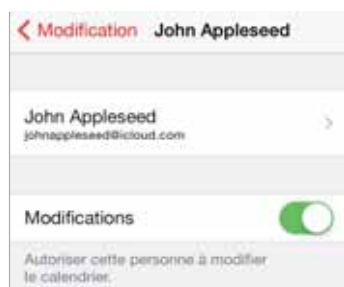 Modification John Appleseed
John Appleseed
johnappleseed@icloud.com
Modifications
Autoriser cette personne à modifier
le calendrier.